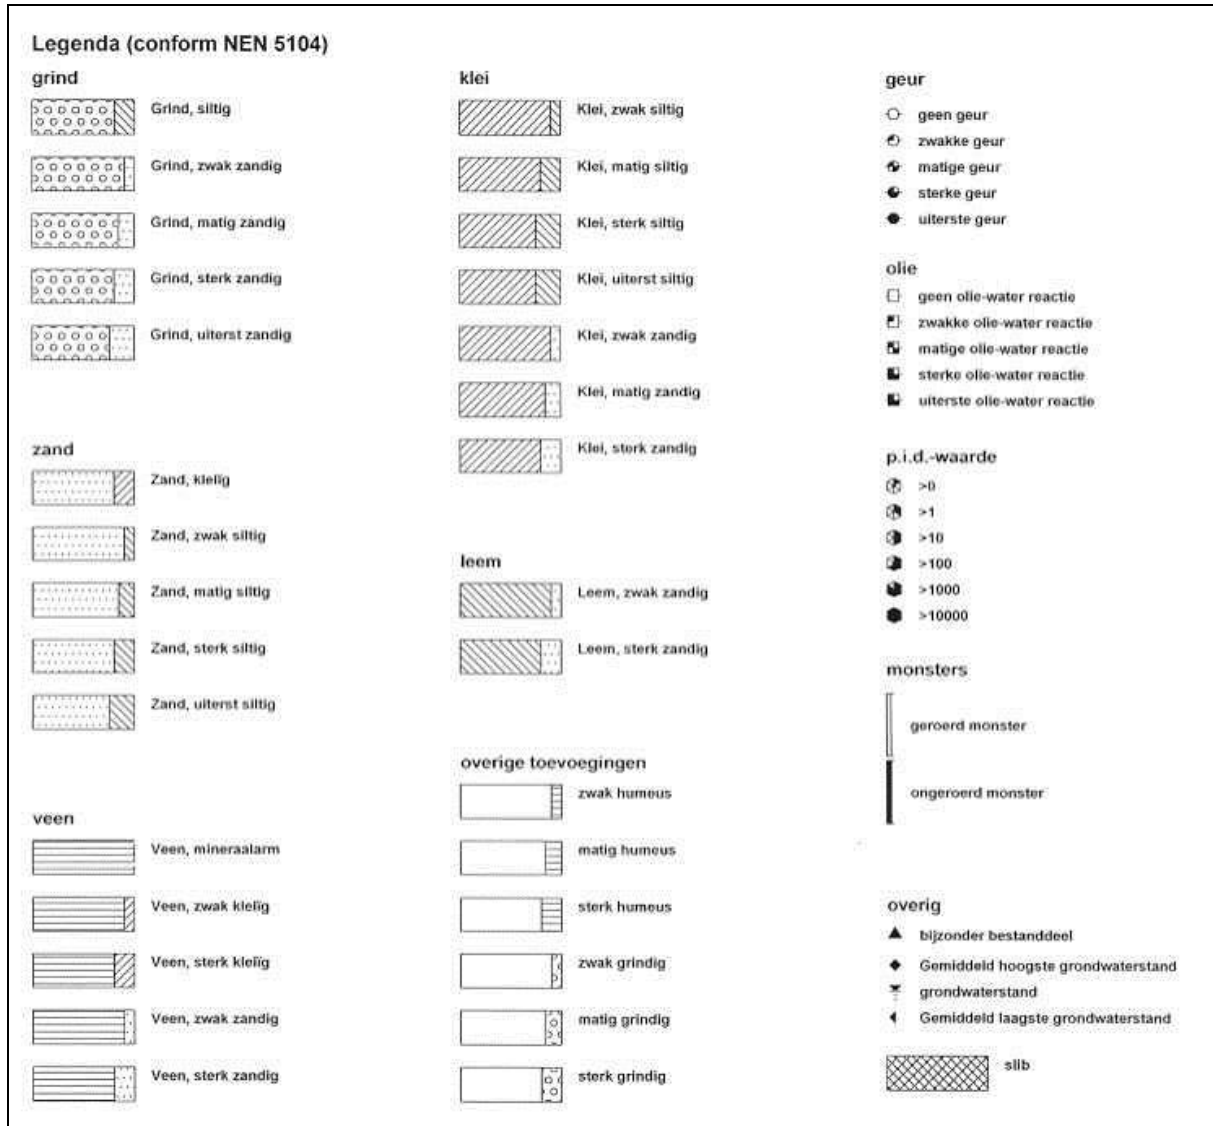 Legenda (conform NEN 5104)
grind
Grind, siltig
Grind, zwak zandig
Grind, matig zandig
Grind, sterk zandig
Grind, uiterst zandig
zand
Zand, kleiïg
Zand, zwak siltig
Zand, matig siltig
Zand, sterk siltig
Zand, uiterst siltig
veen
Veen, mineraalarm
Veen, zwak kleiïg
Veen, sterk kleiïg
Veen, zwak zandig
Veen, sterk zandig
klei
Klei, zwak siltig
Klei, matig siltig
Klei, sterk siltig
Klei, uiterst siltig
Klei, zwak zandig
Klei, matig zandig
Klei, sterk zandig
leem
Leem, zwak zandig
Leem, sterk zandig
overige toevoegingen
zwak humeus
matig humeus
sterk humeus
zwak grindig
matig grindig
sterk grindig
geur
geen geur
zwakke geur
matige geur
sterke geur
uiterste geur
olie
geen olie-water reactie
zwakke olie-water reactie
matige olie-water reactie
sterke olie-water reactie
uiterste olie-water reactie
p.i.d.-waarde
>0
>1
>10
>100
>1000
>10000
monsters
geroerd monster
ongeroerd monster
overig
bijzonder bestanddeel
Gemiddeld hoogste grondwaterstand
grondwaterstand
Gemiddeld laagste grondwaterstand
slib